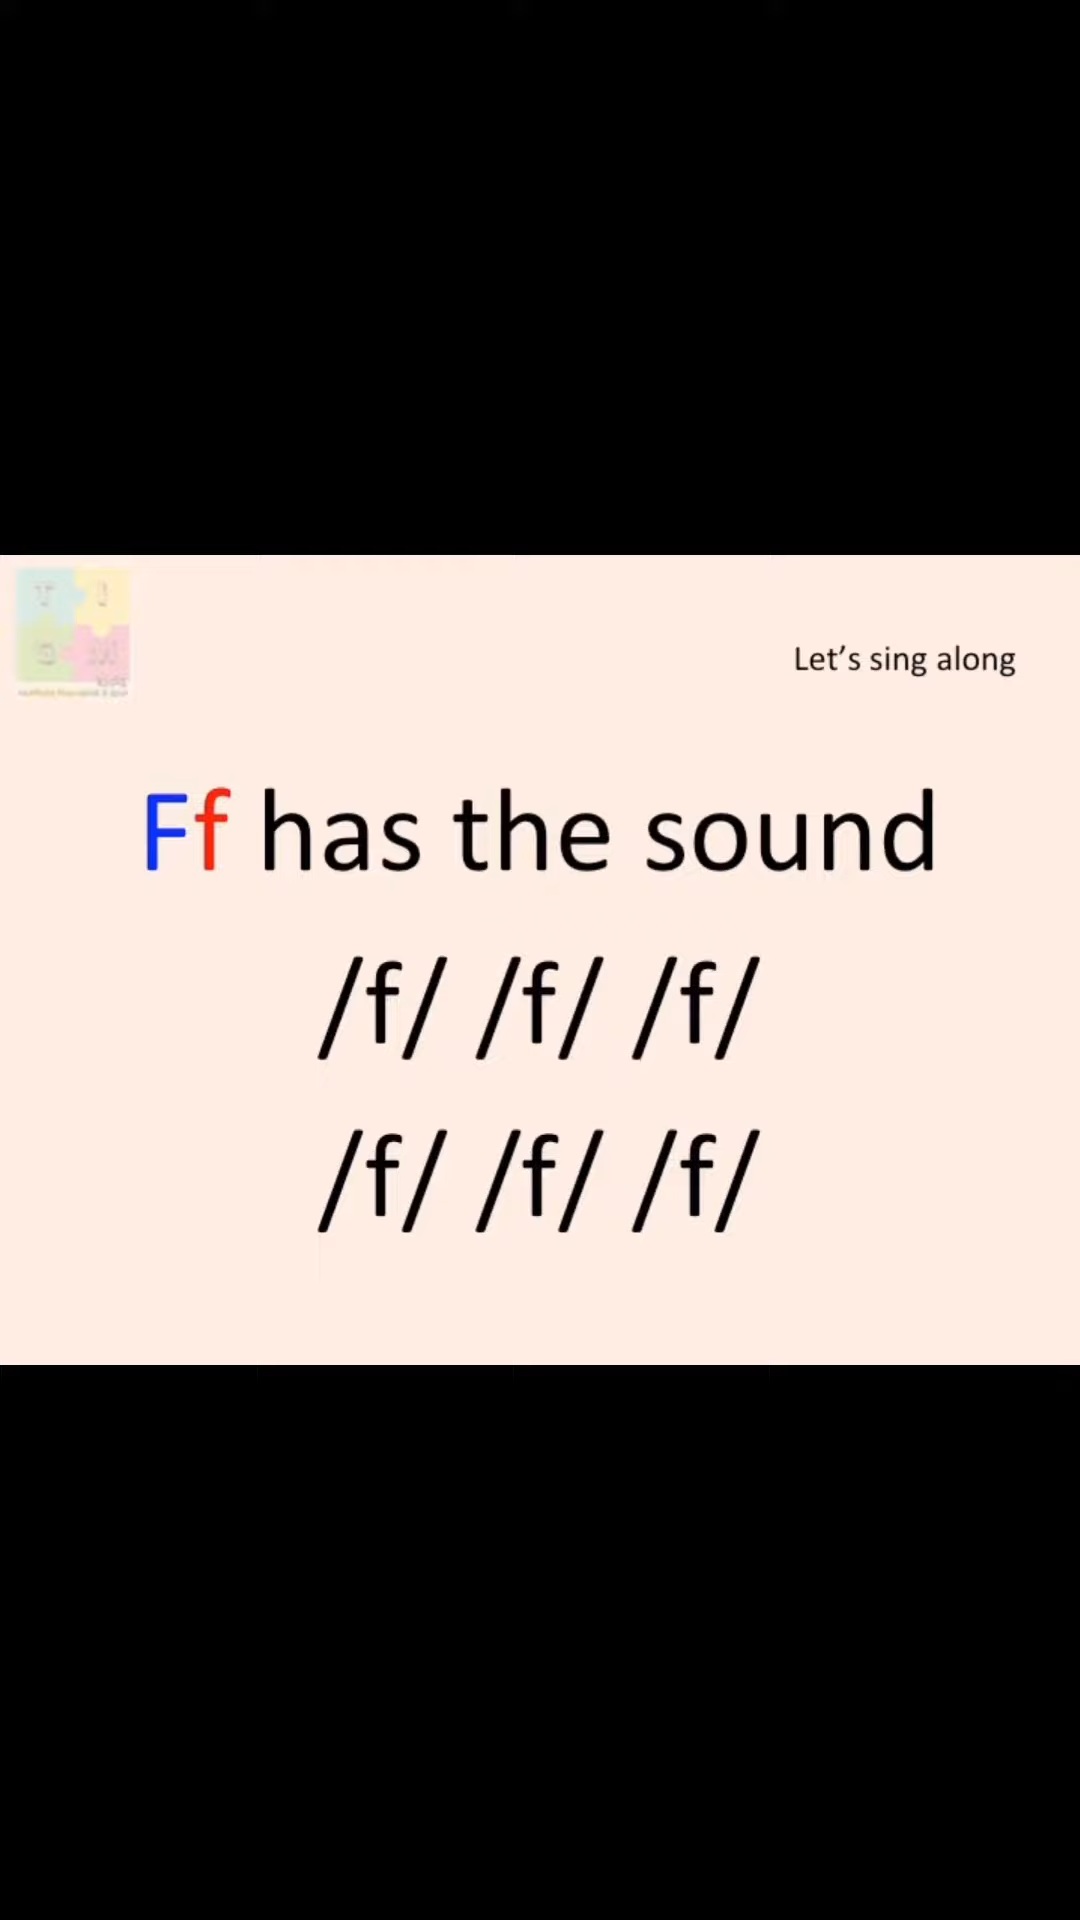 Let’s sing along
Ff has the sound
/f/ /f/ /f/
/f/ /f/ /f/